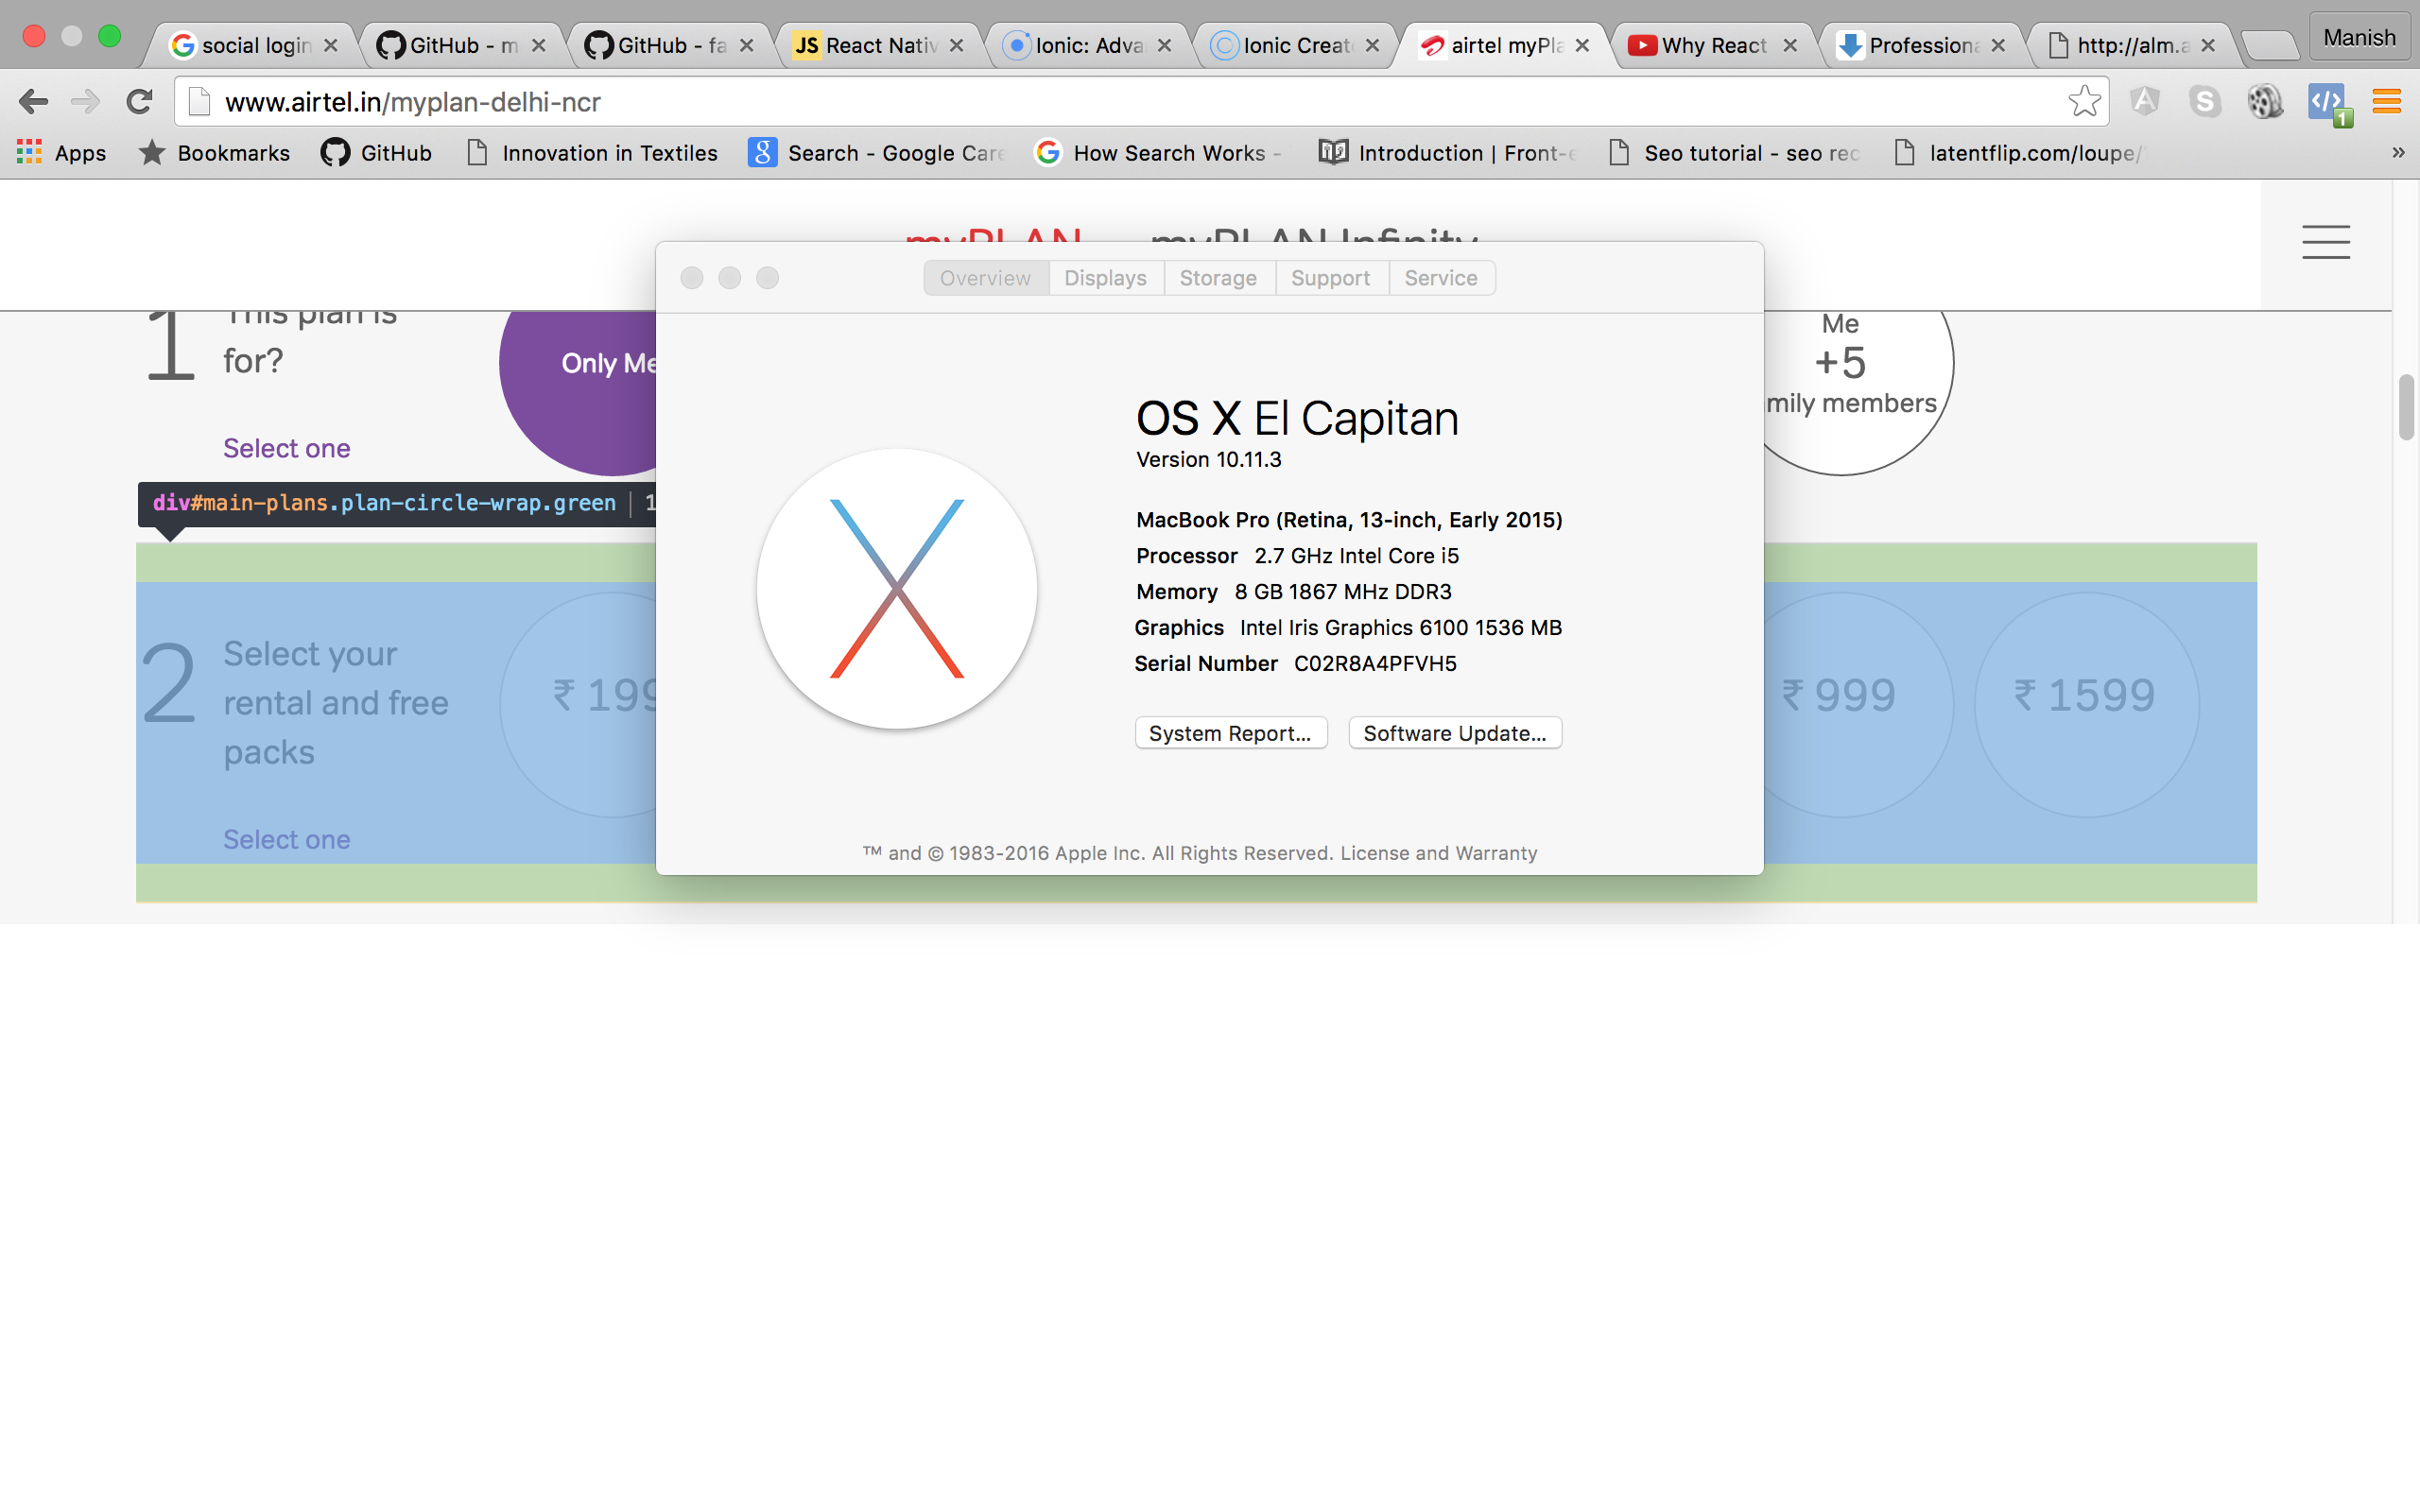 social login
GitHub - m
GitHub - fa
JS React Nativ
Ionic: Adva
Ionic Creat
airtel myPla
Why React
Professiona
http://alm.a
Manish
www.airtel.in/myplan-delhi-ncr
Apps
Bookmarks
GitHub
Innovation in Textiles
Search - Google Care
How Search Works -
Introduction | Front-e
Seo tutorial - seo rec
latentflip.com/loupe/
»
myPLAN
myPLAN Infinity
Overview
Displays
Storage
Support
Service
1
This plan is
for?
Select one
Only Me
Me
+5
mily members
div#main-plans.plan-circle-wrap.green | 1
OS X El Capitan
Version 10.11.3
MacBook Pro (Retina, 13-inch, Early 2015)
Processor 2.7 GHz Intel Core i5
Memory 8 GB 1867 MHz DDR3
Graphics Intel Iris Graphics 6100 1536 MB
Serial Number C02R8A4PFVH5
System Report...
Software Update...
™ and © 1983-2016 Apple Inc. All Rights Reserved. License and Warranty
2
Select your
rental and free
packs
Select one
₹ 199
₹ 999
₹ 1599